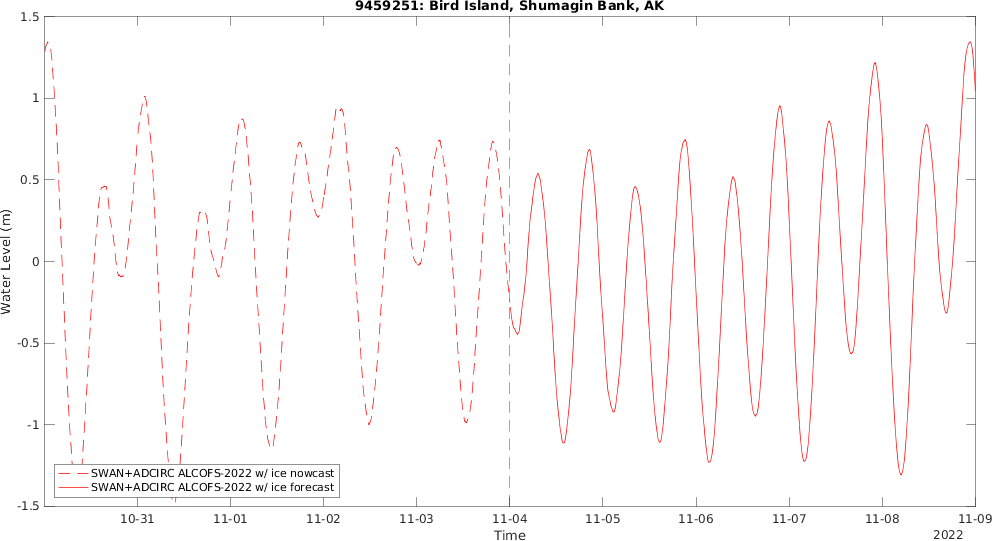 9459251: Bird Island, Shumagin Bank, AK
1.5
1
0.5
0
-0.5
-1
-1.5
Water Level (m)
SWAN+ADCIRC ALCOFS-2022 w/ ice nowcast
SWAN+ADCIRC ALCOFS-2022 w/ ice forecast
10-31 11-01 11-02 11-03 11-04 11-05 11-06 11-07 11-08 11-09
Time
2022